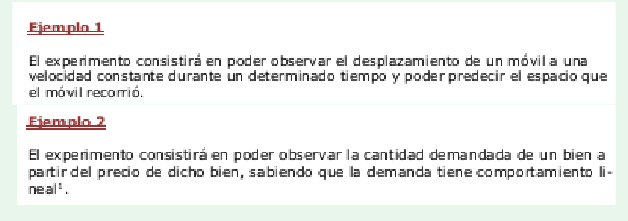 Ejemplo 1
El experimento consistirá en poder observar el desplazamiento de un móvil a una
velocidad constante durante un determinado tiempo y poder predecir el espacio que
el móvil recorrió.
Ejemplo 2
El experimento consistirá en poder observar la cantidad demandada de un bien a
partir del precio de dicho bien, sabiendo que la demanda tiene comportamiento li-
neal¹.